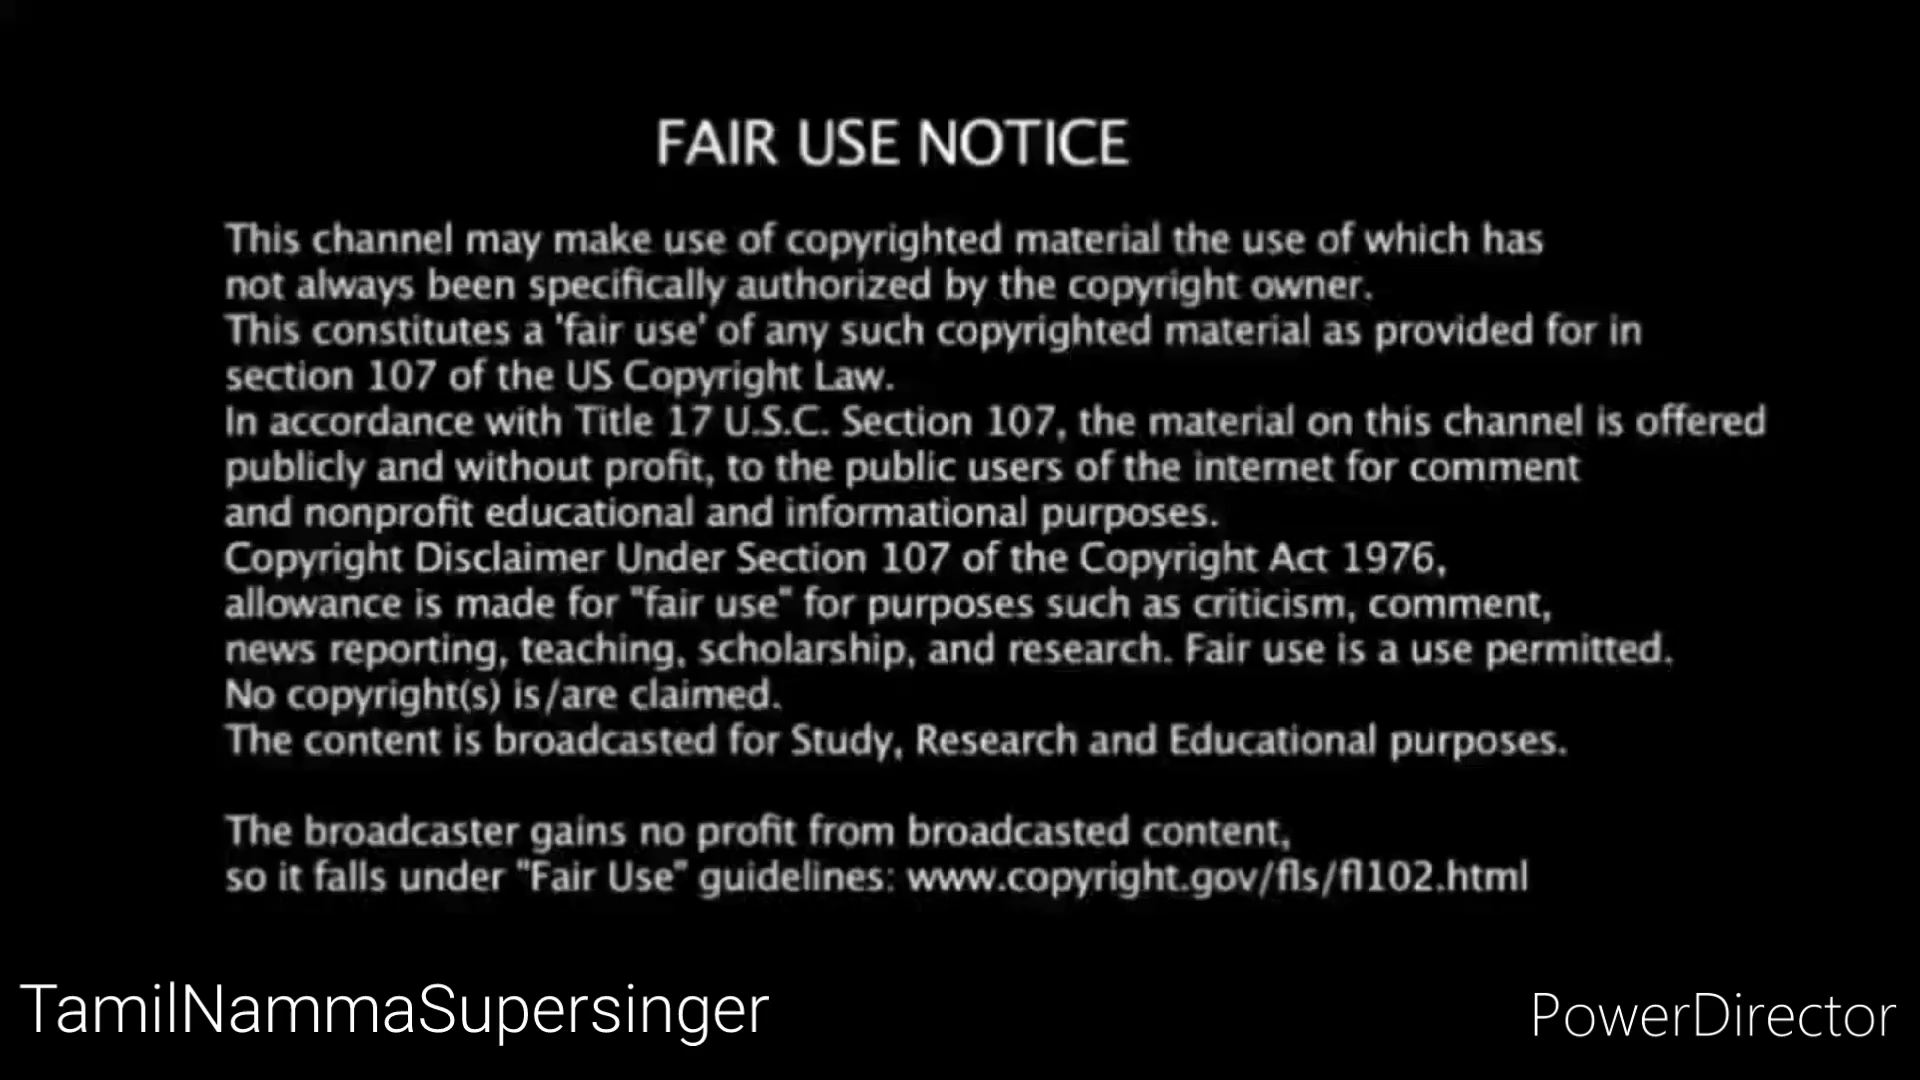 FAIR USE NOTICE
This channel may make use of copyrighted material the use of which has
not always been specifically authorized by the copyright owner.
This constitutes a 'fair use' of any such copyrighted material as provided for in
section 107 of the US Copyright Law.
In accordance with Title 17 U.S.C. Section 107, the material on this channel is offered
publicly and without profit, to the public users of the internet for comment
and nonprofit educational and informational purposes.
Copyright Disclaimer Under Section 107 of the Copyright Act 1976,
allowance is made for "fair use" for purposes such as criticism, comment,
news reporting, teaching, scholarship, and research. Fair use is a use permitted.
No copyright(s) is/are claimed.
The content is broadcasted for Study, Research and Educational purposes.
The broadcaster gains no profit from broadcasted content,
so it falls under "Fair Use" guidelines: www.copyright.gov/fls/fl102.html
TamilNammaSupersinger
PowerDirector